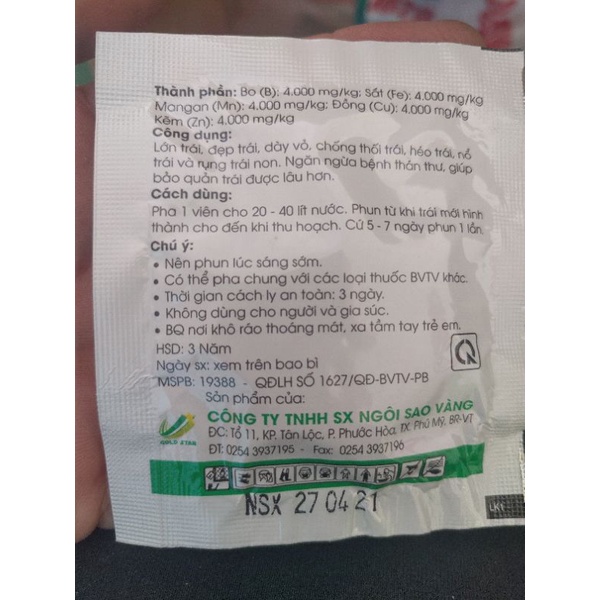 Thành phần: Bo (B): 4.000 mg/kg; Sắt (Fe): 4.000 mg/kg
Mangan (Mn): 4.000 mg/kg; Đồng (Cu): 4.000 mg/kg
Kẽm (Zn): 4.000 mg/kg
Công dụng:
Lớn trái, đẹp trái, dày vỏ, chống thối trái, héo trái, nổ
trái và rụng trái non. Ngăn ngừa bệnh thán thư, giúp
bảo quản trái được lâu hơn.
Cách dùng:
Pha 1 viên cho 20 - 40 lít nước. Phun từ khi trái mới hình
thành cho đến khi thu hoạch. Cứ 5 - 7 ngày phun 1 lần.
Chú ý:
• Nên phun lúc sáng sớm.
• Có thể pha chung với các loại thuốc BVTV khác.
• Thời gian cách ly an toàn: 3 ngày.
• Không dùng cho người và gia súc.
• BQ nơi khô ráo thoáng mát, xa tầm tay trẻ em.
HSD: 3 Năm
Ngày sx: xem trên bao bì
MSPB: 19388 - QĐLH SỐ 1627/QĐ-BVTV-PB
Sản phẩm của:
CÔNG TY TNHH SX NGÔI SAO VÀNG
GOLD STAR
ĐC: Tổ 11, KP. Tân Lộc, P. Phước Hòa, TX. Phú Mỹ, BR-VT
ĐT: 0254 3937195 - Fax: 0254 3937196
NSX 27 04 21
LK1